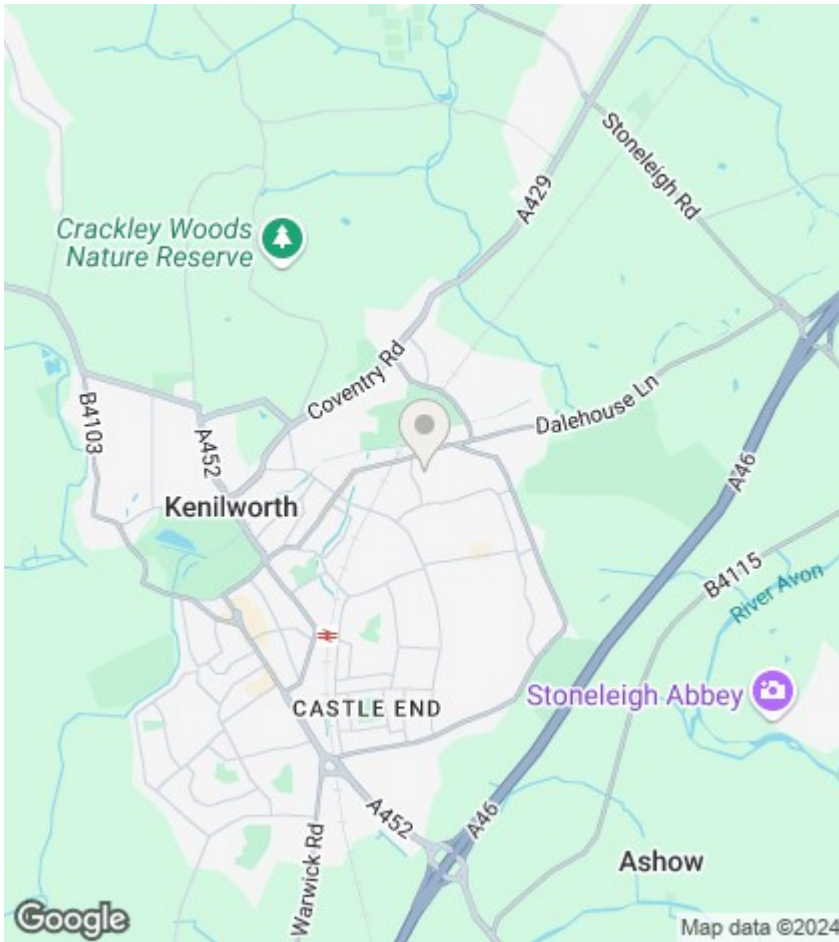 Stoneleigh Rd
A429
Crackley Woods
Nature Reserve
Coventry Rd
B4103
A452
Dalehouse Ln
A46
Kenilworth
B4115
River Avon
Stoneleigh Abbey
CASTLE END
A452
A46
Warwick Rd
Ashow
Google
Map data ©2024